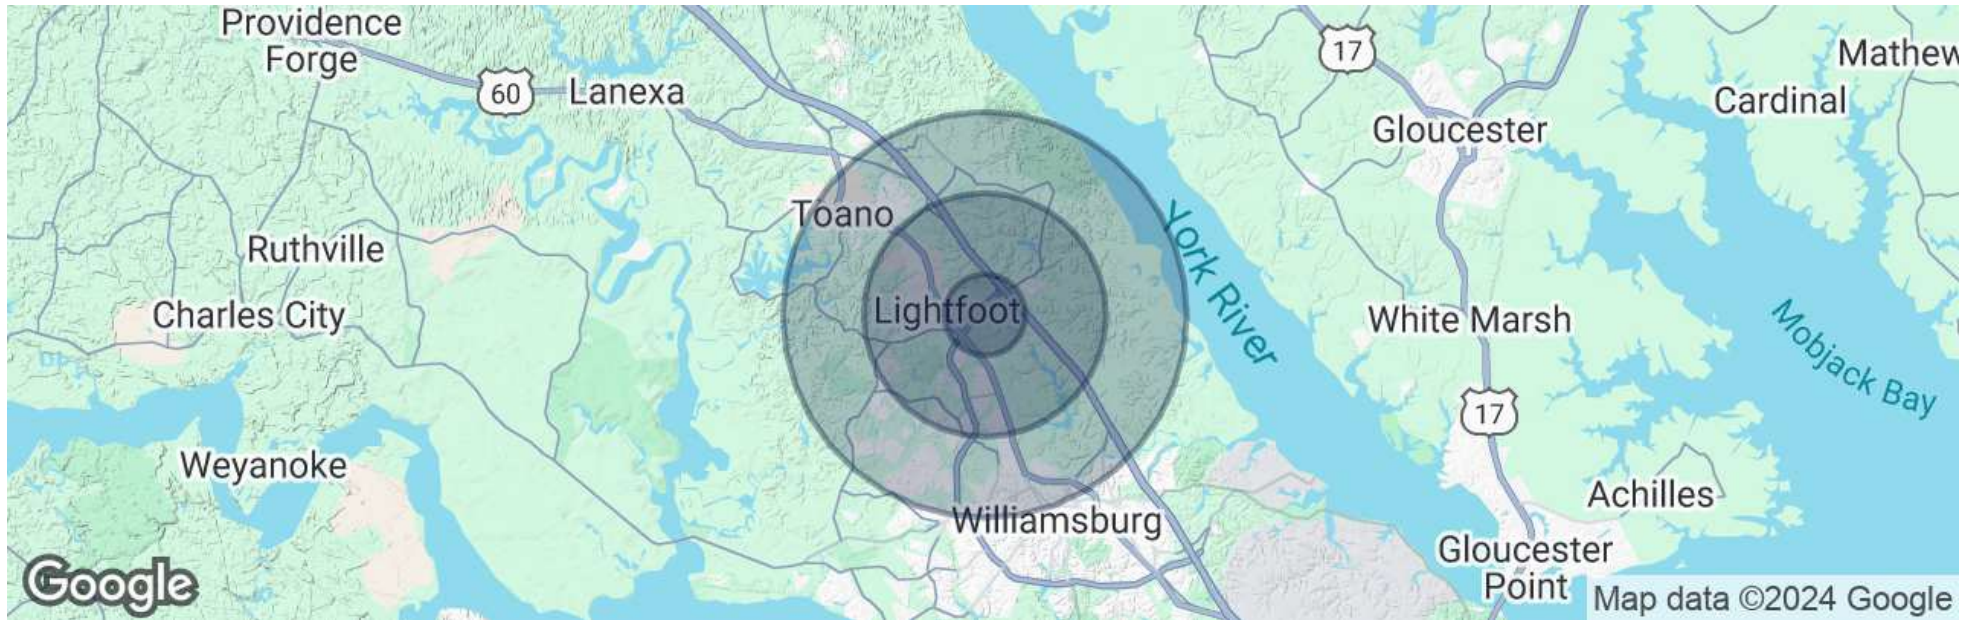 Providence
Forge
17
Mathew
60
Lanexa
Cardinal
Gloucester
Toano
York River
Ruthville
Lightfoot
Charles City
White Marsh
Mobjack Bay
17
Weyanoke
Achilles
Williamsburg
Gloucester
Point
Google
Map data ©2024 Google